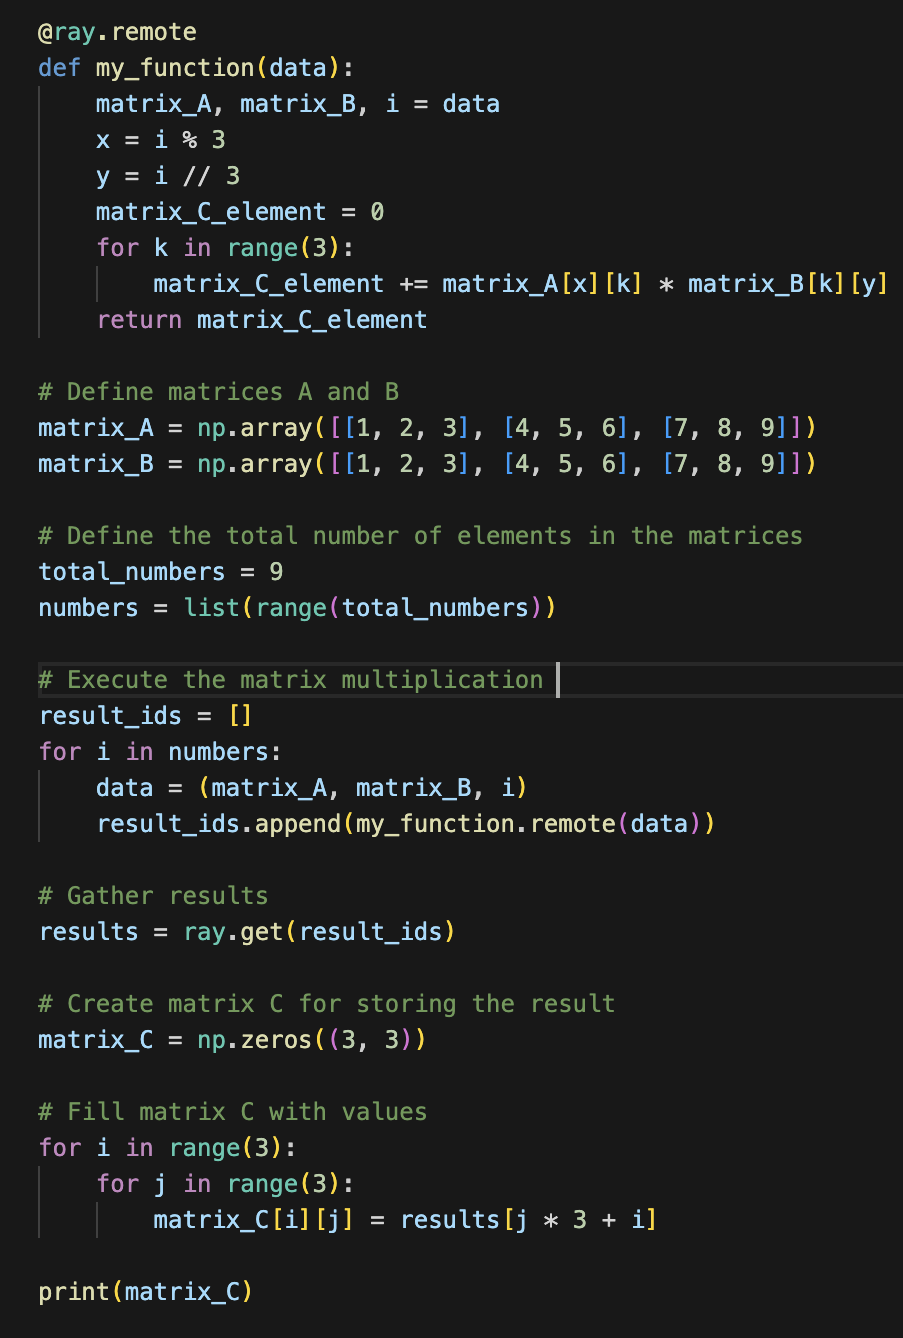 @ray.remote
def my_function(data):
    matrix_A, matrix_B, i = data
    x = i % 3
    y = i // 3
    matrix_C_element = 0
    for k in range(3):
        matrix_C_element += matrix_A[x][k] * matrix_B[k][y]
    return matrix_C_element

# Define matrices A and B
matrix_A = np.array([[1, 2, 3], [4, 5, 6], [7, 8, 9]])
matrix_B = np.array([[1, 2, 3], [4, 5, 6], [7, 8, 9]])

# Define the total number of elements in the matrices
total_numbers = 9
numbers = list(range(total_numbers))

# Execute the matrix multiplication
result_ids = []
for i in numbers:
    data = (matrix_A, matrix_B, i)
    result_ids.append(my_function.remote(data))

# Gather results
results = ray.get(result_ids)

# Create matrix C for storing the result
matrix_C = np.zeros((3, 3))

# Fill matrix C with values
for i in range(3):
    for j in range(3):
        matrix_C[i][j] = results[j * 3 + i]

print(matrix_C)